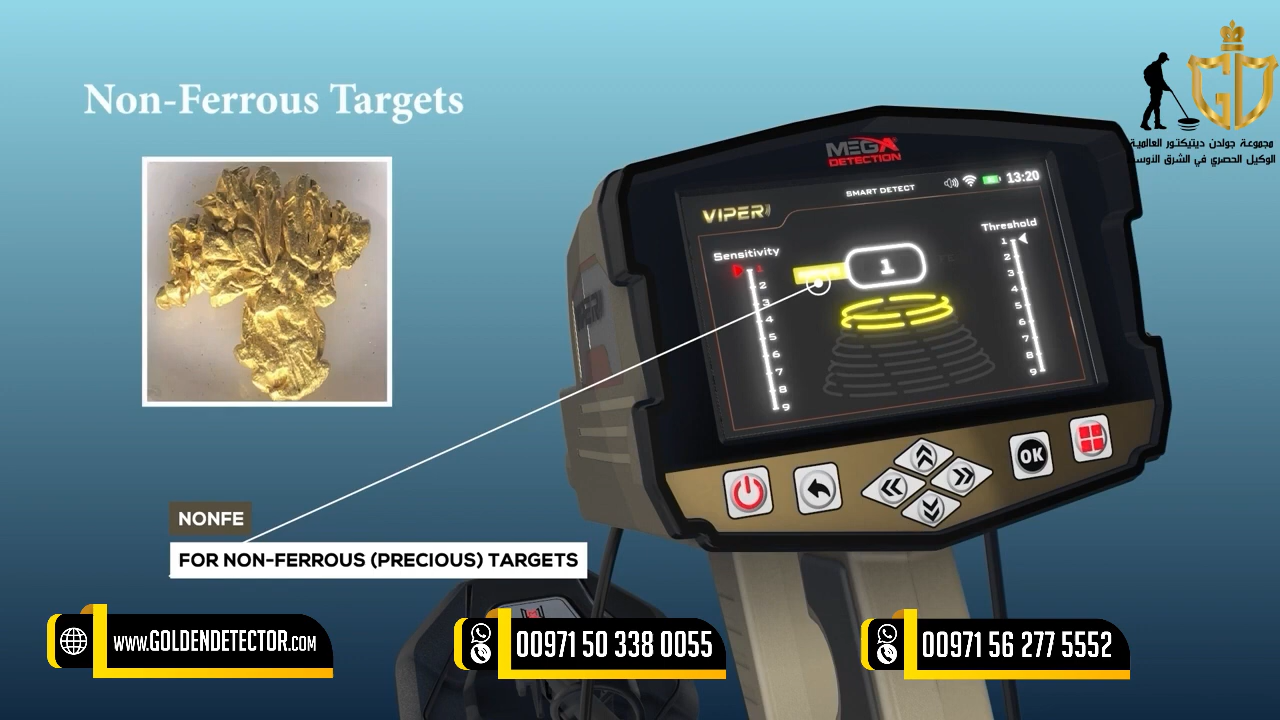 Non-Ferrous Targets
مجموعة جولدن ديتيكتور العالمية
الوكيل الحصري في الشرق الاوسط
MEGA
DETECTION
VIPER
SMART DETECT
13:20
Sensitivity
1
2
3
4
5
6
7
8
9
1
Threshold
1
2
3
4
5
6
7
8
9
OK
NONFE
FOR NON-FERROUS (PRECIOUS) TARGETS
www.GOLDENDETECTOR.com
00971 50 338 0055
00971 56 277 5552